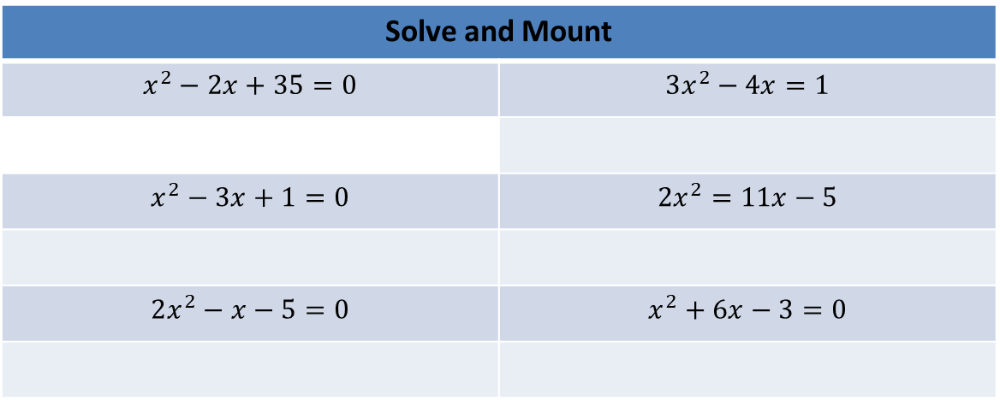 Solve and Mount
𝑥² − 2𝑥 + 35 = 0
3𝑥² − 4𝑥 = 1
𝑥² − 3𝑥 + 1 = 0
2𝑥² = 11𝑥 − 5
2𝑥² − 𝑥 − 5 = 0
𝑥² + 6𝑥 − 3 = 0